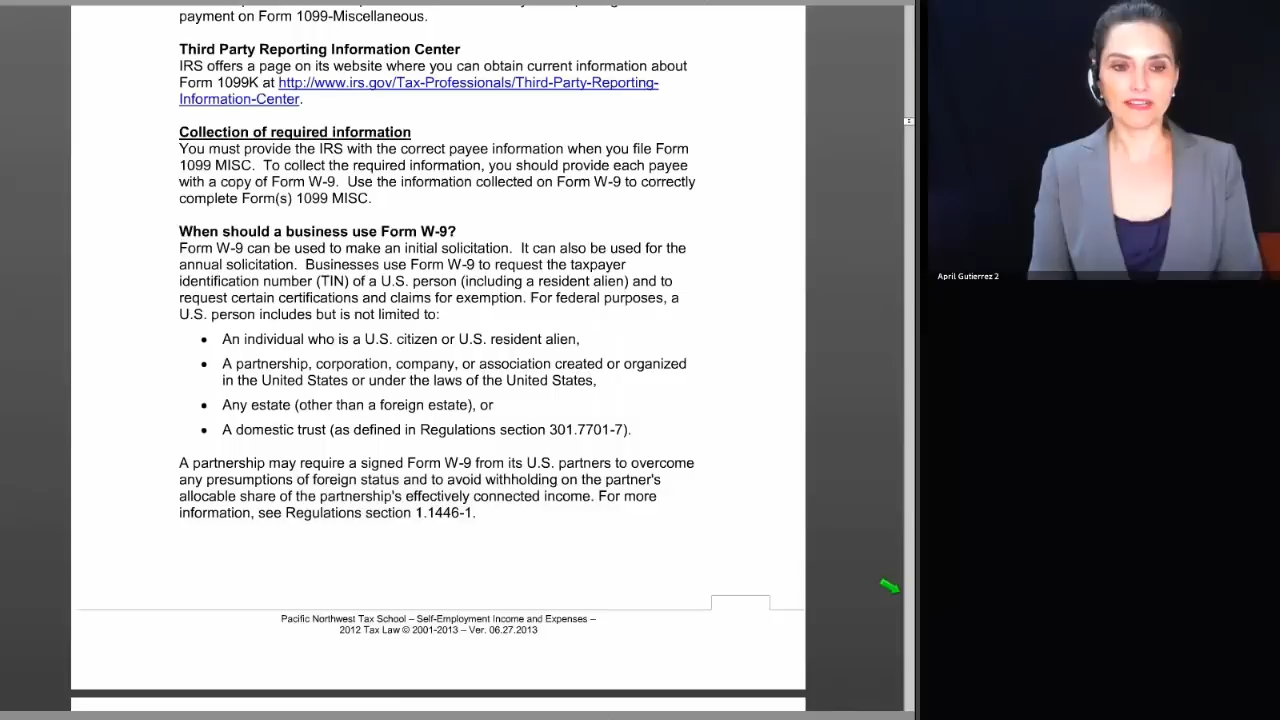 payment on Form 1099-Miscellaneous.
Third Party Reporting Information Center
IRS offers a page on its website where you can obtain current information about
Form 1099K at http://www.irs.gov/Tax-Professionals/Third-Party-Reporting-
Information-Center.
Collection of required information
You must provide the IRS with the correct payee information when you file Form
1099 MISC.  To collect the required information, you should provide each payee
with a copy of Form W-9.  Use the information collected on Form W-9 to correctly
complete Form(s) 1099 MISC.
When should a business use Form W-9?
Form W-9 can be used to make an initial solicitation.  It can also be used for the
annual solicitation.  Businesses use Form W-9 to request the taxpayer
identification number (TIN) of a U.S. person (including a resident alien) and to
request certain certifications and claims for exemption. For federal purposes, a
U.S. person includes but is not limited to:
• An individual who is a U.S. citizen or U.S. resident alien,
• A partnership, corporation, company, or association created or organized
in the United States or under the laws of the United States,
• Any estate (other than a foreign estate), or
• A domestic trust (as defined in Regulations section 301.7701-7).
A partnership may require a signed Form W-9 from its U.S. partners to overcome
any presumptions of foreign status and to avoid withholding on the partner's
allocable share of the partnership's effectively connected income. For more
information, see Regulations section 1.1446-1.
Pacific Northwest Tax School – Self-Employment Income and Expenses –
2012 Tax Law © 2001-2013 – Ver. 06.27.2013
April Gutierrez 2